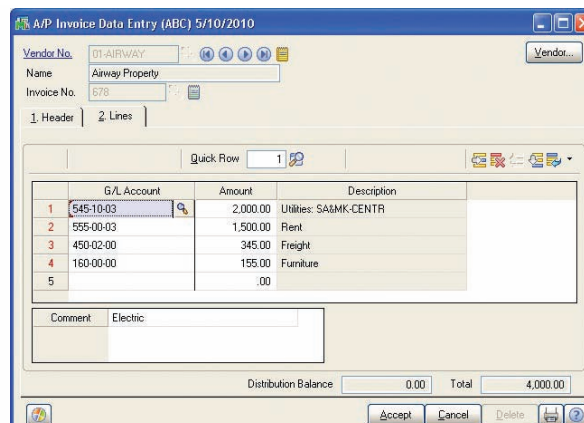 A/P Invoice Data Entry (ABC) 5/10/2010
Vendor No. 01-AIRWAY Vendor...
Name Airway Property
Invoice No. 678
1. Header 2. Lines
Quick Row 1
G/L Account Amount Description
1 545-10-03 2,000.00 Utilities: SA&MK-CENTR
2 555-00-03 1,500.00 Rent
3 450-02-00 345.00 Freight
4 160-00-00 155.00 Furniture
5 .00
Comment Electric
Distribution Balance 0.00 Total 4,000.00
Accept Cancel Delete